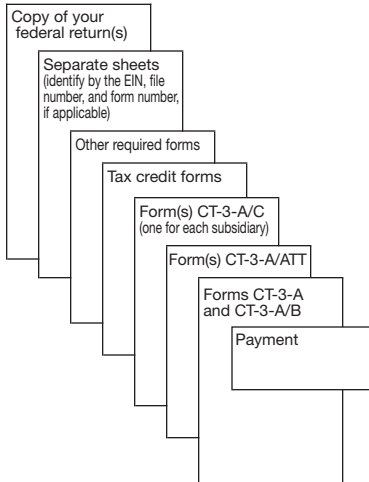 Copy of your
federal return(s)
Separate sheets
(identify by the EIN, file
number, and form number,
if applicable)
Other required forms
Tax credit forms
Form(s) CT-3-A/C
(one for each subsidiary)
Form(s) CT-3-A/ATT
Forms CT-3-A
and CT-3-A/B
Payment